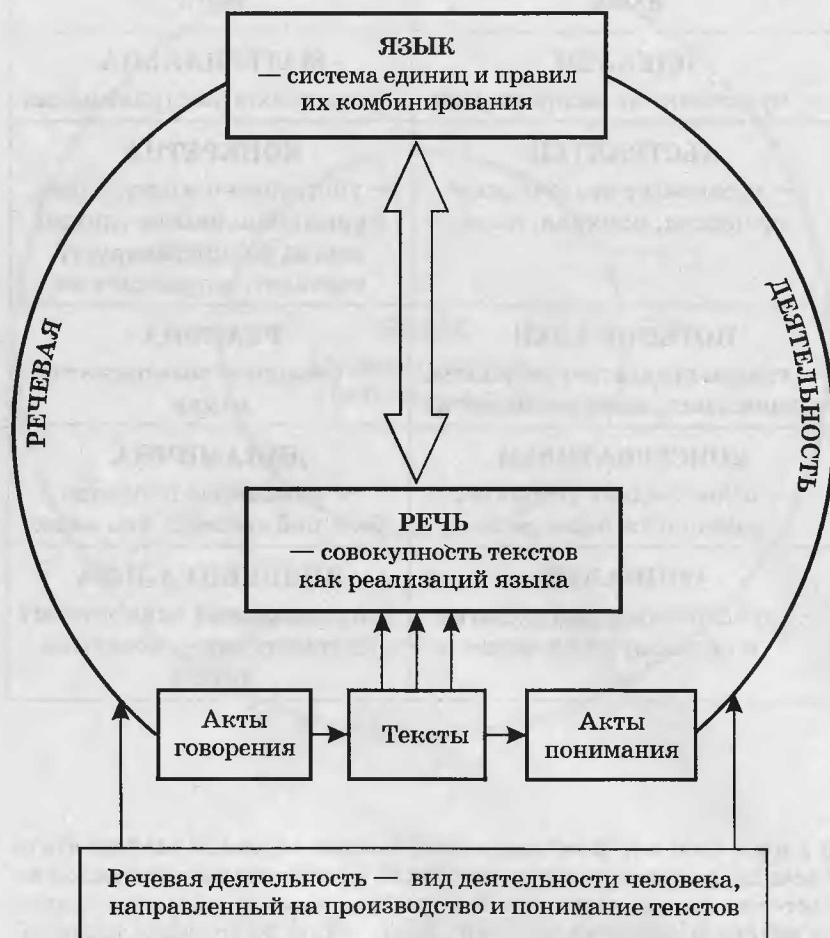 ЯЗЫК
— система единиц и правил
их комбинирования
РЕЧЕВАЯ
ДЕЯТЕЛЬНОСТЬ
РЕЧЬ
— совокупность текстов
как реализаций языка
Акты
говорения
Тексты
Акты
понимания
Речевая деятельность — вид деятельности человека,
направленный на производство и понимание текстов